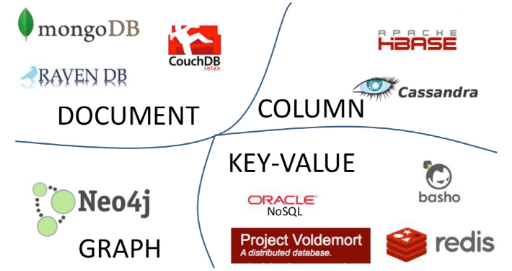 mongoDB
CouchDB
relax
RAVEN DB
DOCUMENT
APACHE
HBASE
Cassandra
COLUMN
KEY-VALUE
ORACLE
NoSQL
basho
Project Voldemort
A distributed database.
redis
Neo4j
GRAPH